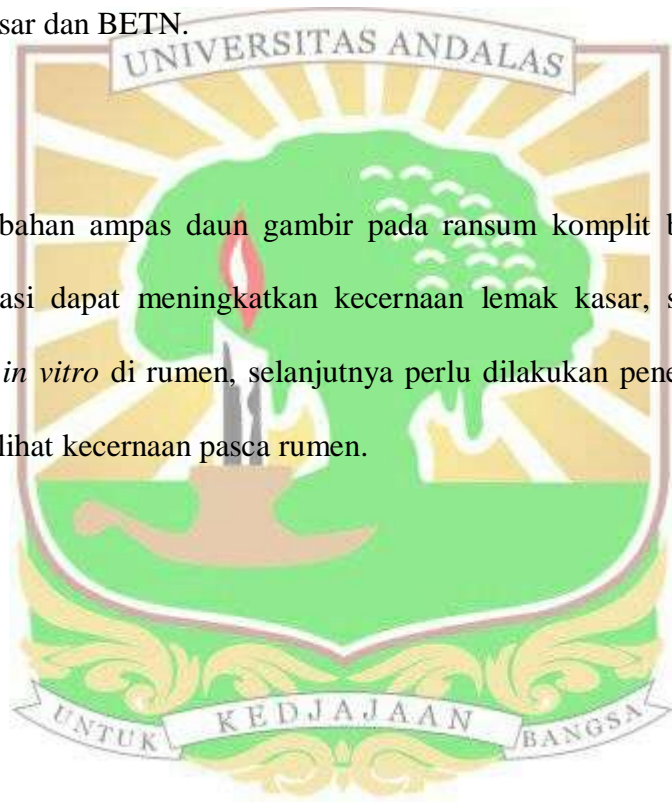 sar dan BETN.
UNIVERSITAS ANDALAS
bahan ampas daun gambir pada ransum komplit b
asi dapat meningkatkan kecernaan lemak kasar, s
in vitro di rumen, selanjutnya perlu dilakukan pene
lihat kecernaan pasca rumen.
UNTUK KEDJAJAAN BANGSA